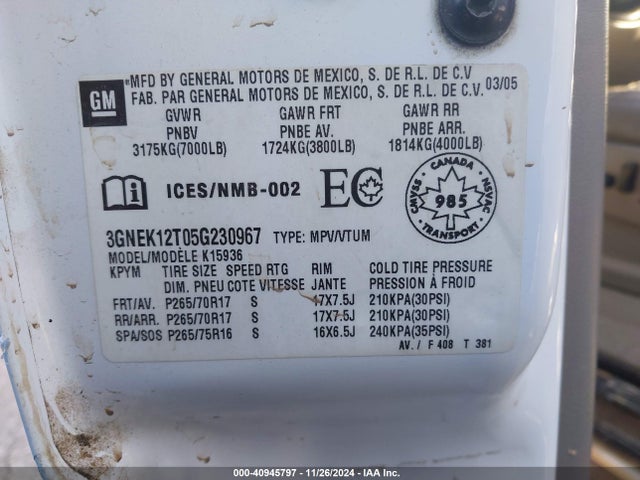 GM
MFD BY GENERAL MOTORS DE MEXICO, S. DE R.L. DE C.V
FAB. PAR GENERAL MOTORS DE MEXICO, S. DE R.L. DE C.V. 03/05
GVWR GAWR FRT GAWR RR
PNBV PNBE AV. PNBE ARR.
3175KG(7000LB) 1724KG(3800LB) 1814KG(4000LB)
i ICES/NMB-002 EC
CANADA
CMVSS 985 NSVAC
TRANSPORT
3GNEK12T05G230967 TYPE: MPV/VTUM
MODEL/MODÈLE K15936
KPYM TIRE SIZE SPEED RTG RIM COLD TIRE PRESSURE
DIM. PNEU COTE VITESSE JANTE PRESSION À FROID
FRT/AV. P265/70R17 S 17X7.5J 210KPA(30PSI)
RR/ARR. P265/70R17 S 17X7.5J 210KPA(30PSI)
SPA/SOS P265/75R16 S 16X6.5J 240KPA(35PSI)
AV. / F 408 T 381
000-40945797 - 11/26/2024 - IAA Inc.